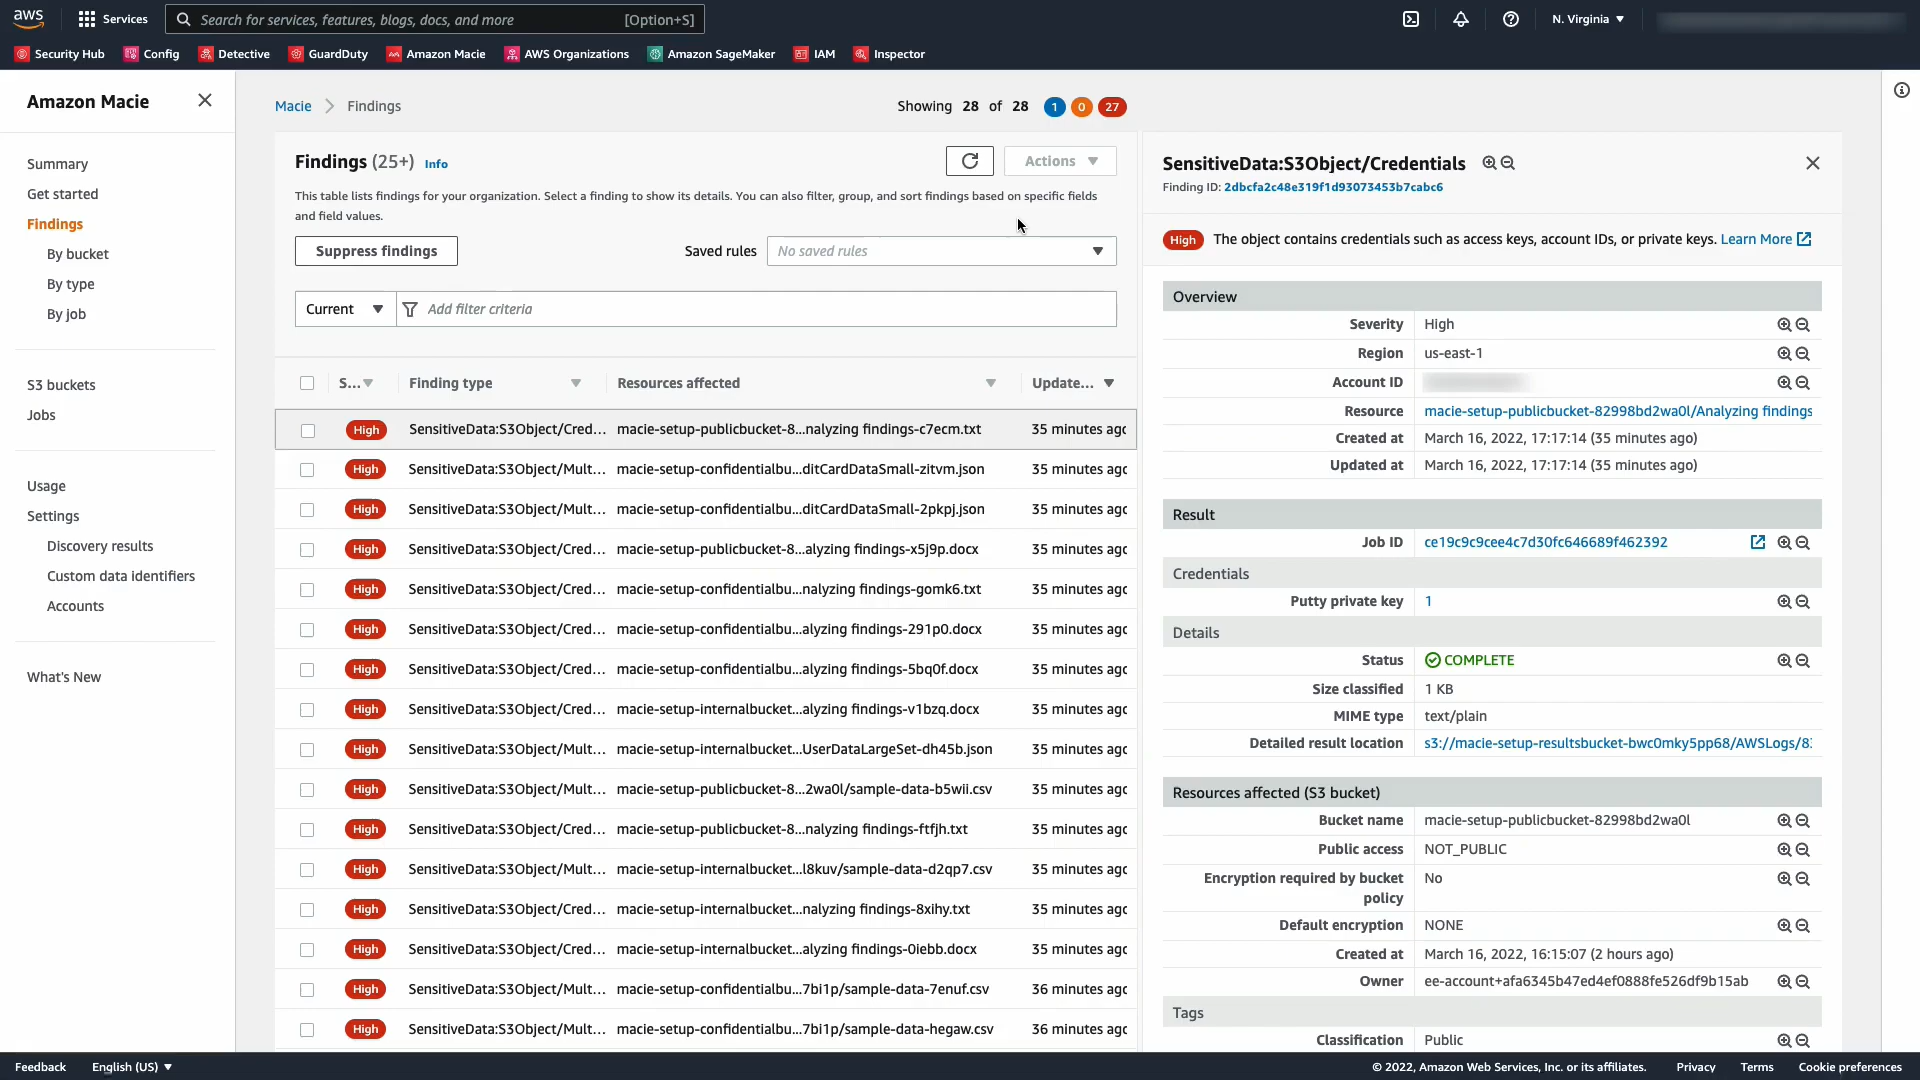 aws
Services
Search for services, features, blogs, docs, and more
[Option+S]
N. Virginia
Security Hub
Config
Detective
GuardDuty
Amazon Macie
AWS Organizations
Amazon SageMaker
IAM
Inspector
Amazon Macie
Summary
Get started
Findings
By bucket
By type
By job
S3 buckets
Jobs
Usage
Settings
Discovery results
Custom data identifiers
Accounts
What's New
Macie
Findings
Showing 28 of 28
1
0
27
Findings (25+) Info
Actions
This table lists findings for your organization. Select a finding to show its details. You can also filter, group, and sort findings based on specific fields
and field values.
Suppress findings
Saved rules
No saved rules
Current
Add filter criteria
S...
Finding type
Resources affected
Update...
High SensitiveData:S3Object/Cred... macie-setup-publicbucket-8...nalyzing findings-c7ecm.txt 35 minutes ago
High SensitiveData:S3Object/Mult... macie-setup-confidentialbu...ditCardDataSmall-zitvm.json 35 minutes ago
High SensitiveData:S3Object/Mult... macie-setup-confidentialbu...ditCardDataSmall-2pkpj.json 35 minutes ago
High SensitiveData:S3Object/Cred... macie-setup-publicbucket-8...alyzing findings-x5j9p.docx 35 minutes ago
High SensitiveData:S3Object/Cred... macie-setup-confidentialbu...nalyzing findings-gomk6.txt 35 minutes ago
High SensitiveData:S3Object/Cred... macie-setup-confidentialbu...alyzing findings-291p0.docx 35 minutes ago
High SensitiveData:S3Object/Cred... macie-setup-confidentialbu...alyzing findings-5bq0f.docx 35 minutes ago
High SensitiveData:S3Object/Cred... macie-setup-internalbucket...alyzing findings-v1bzq.docx 35 minutes ago
High SensitiveData:S3Object/Mult... macie-setup-internalbucket...UserDataLargeSet-dh45b.json 35 minutes ago
High SensitiveData:S3Object/Mult... macie-setup-publicbucket-8...2wa0l/sample-data-b5wii.csv 35 minutes ago
High SensitiveData:S3Object/Cred... macie-setup-publicbucket-8...nalyzing findings-ftfjh.txt 35 minutes ago
High SensitiveData:S3Object/Mult... macie-setup-internalbucket...l8kuv/sample-data-d2qp7.csv 35 minutes ago
High SensitiveData:S3Object/Cred... macie-setup-internalbucket...nalyzing findings-8xihy.txt 35 minutes ago
High SensitiveData:S3Object/Cred... macie-setup-internalbucket...alyzing findings-0iebb.docx 35 minutes ago
High SensitiveData:S3Object/Mult... macie-setup-confidentialbu...7bi1p/sample-data-7enuf.csv 36 minutes ago
High SensitiveData:S3Object/Mult... macie-setup-confidentialbu...7bi1p/sample-data-hegaw.csv 36 minutes ago
SensitiveData:S3Object/Credentials
Finding ID: 2dbcfa2c48e319f1d93073453b7cabc6
High The object contains credentials such as access keys, account IDs, or private keys. Learn More
Overview
Severity High
Region us-east-1
Account ID
Resource macie-setup-publicbucket-82998bd2wa0l/Analyzing findings
Created at March 16, 2022, 17:17:14 (35 minutes ago)
Updated at March 16, 2022, 17:17:14 (35 minutes ago)
Result
Job ID ce19c9c9cee4c7d30fc646689f462392
Credentials
Putty private key 1
Details
Status COMPLETE
Size classified 1 KB
MIME type text/plain
Detailed result location s3://macie-setup-resultsbucket-bwc0mky5pp68/AWSLogs/8
Resources affected (S3 bucket)
Bucket name macie-setup-publicbucket-82998bd2wa0l
Public access NOT_PUBLIC
Encryption required by bucket No
policy
Default encryption NONE
Created at March 16, 2022, 16:15:07 (2 hours ago)
Owner ee-account+afa6345b47ed4ef0888fe526df9b15ab
Tags
Classification Public
Feedback
English (US)
© 2022, Amazon Web Services, Inc. or its affiliates.
Privacy
Terms
Cookie preferences